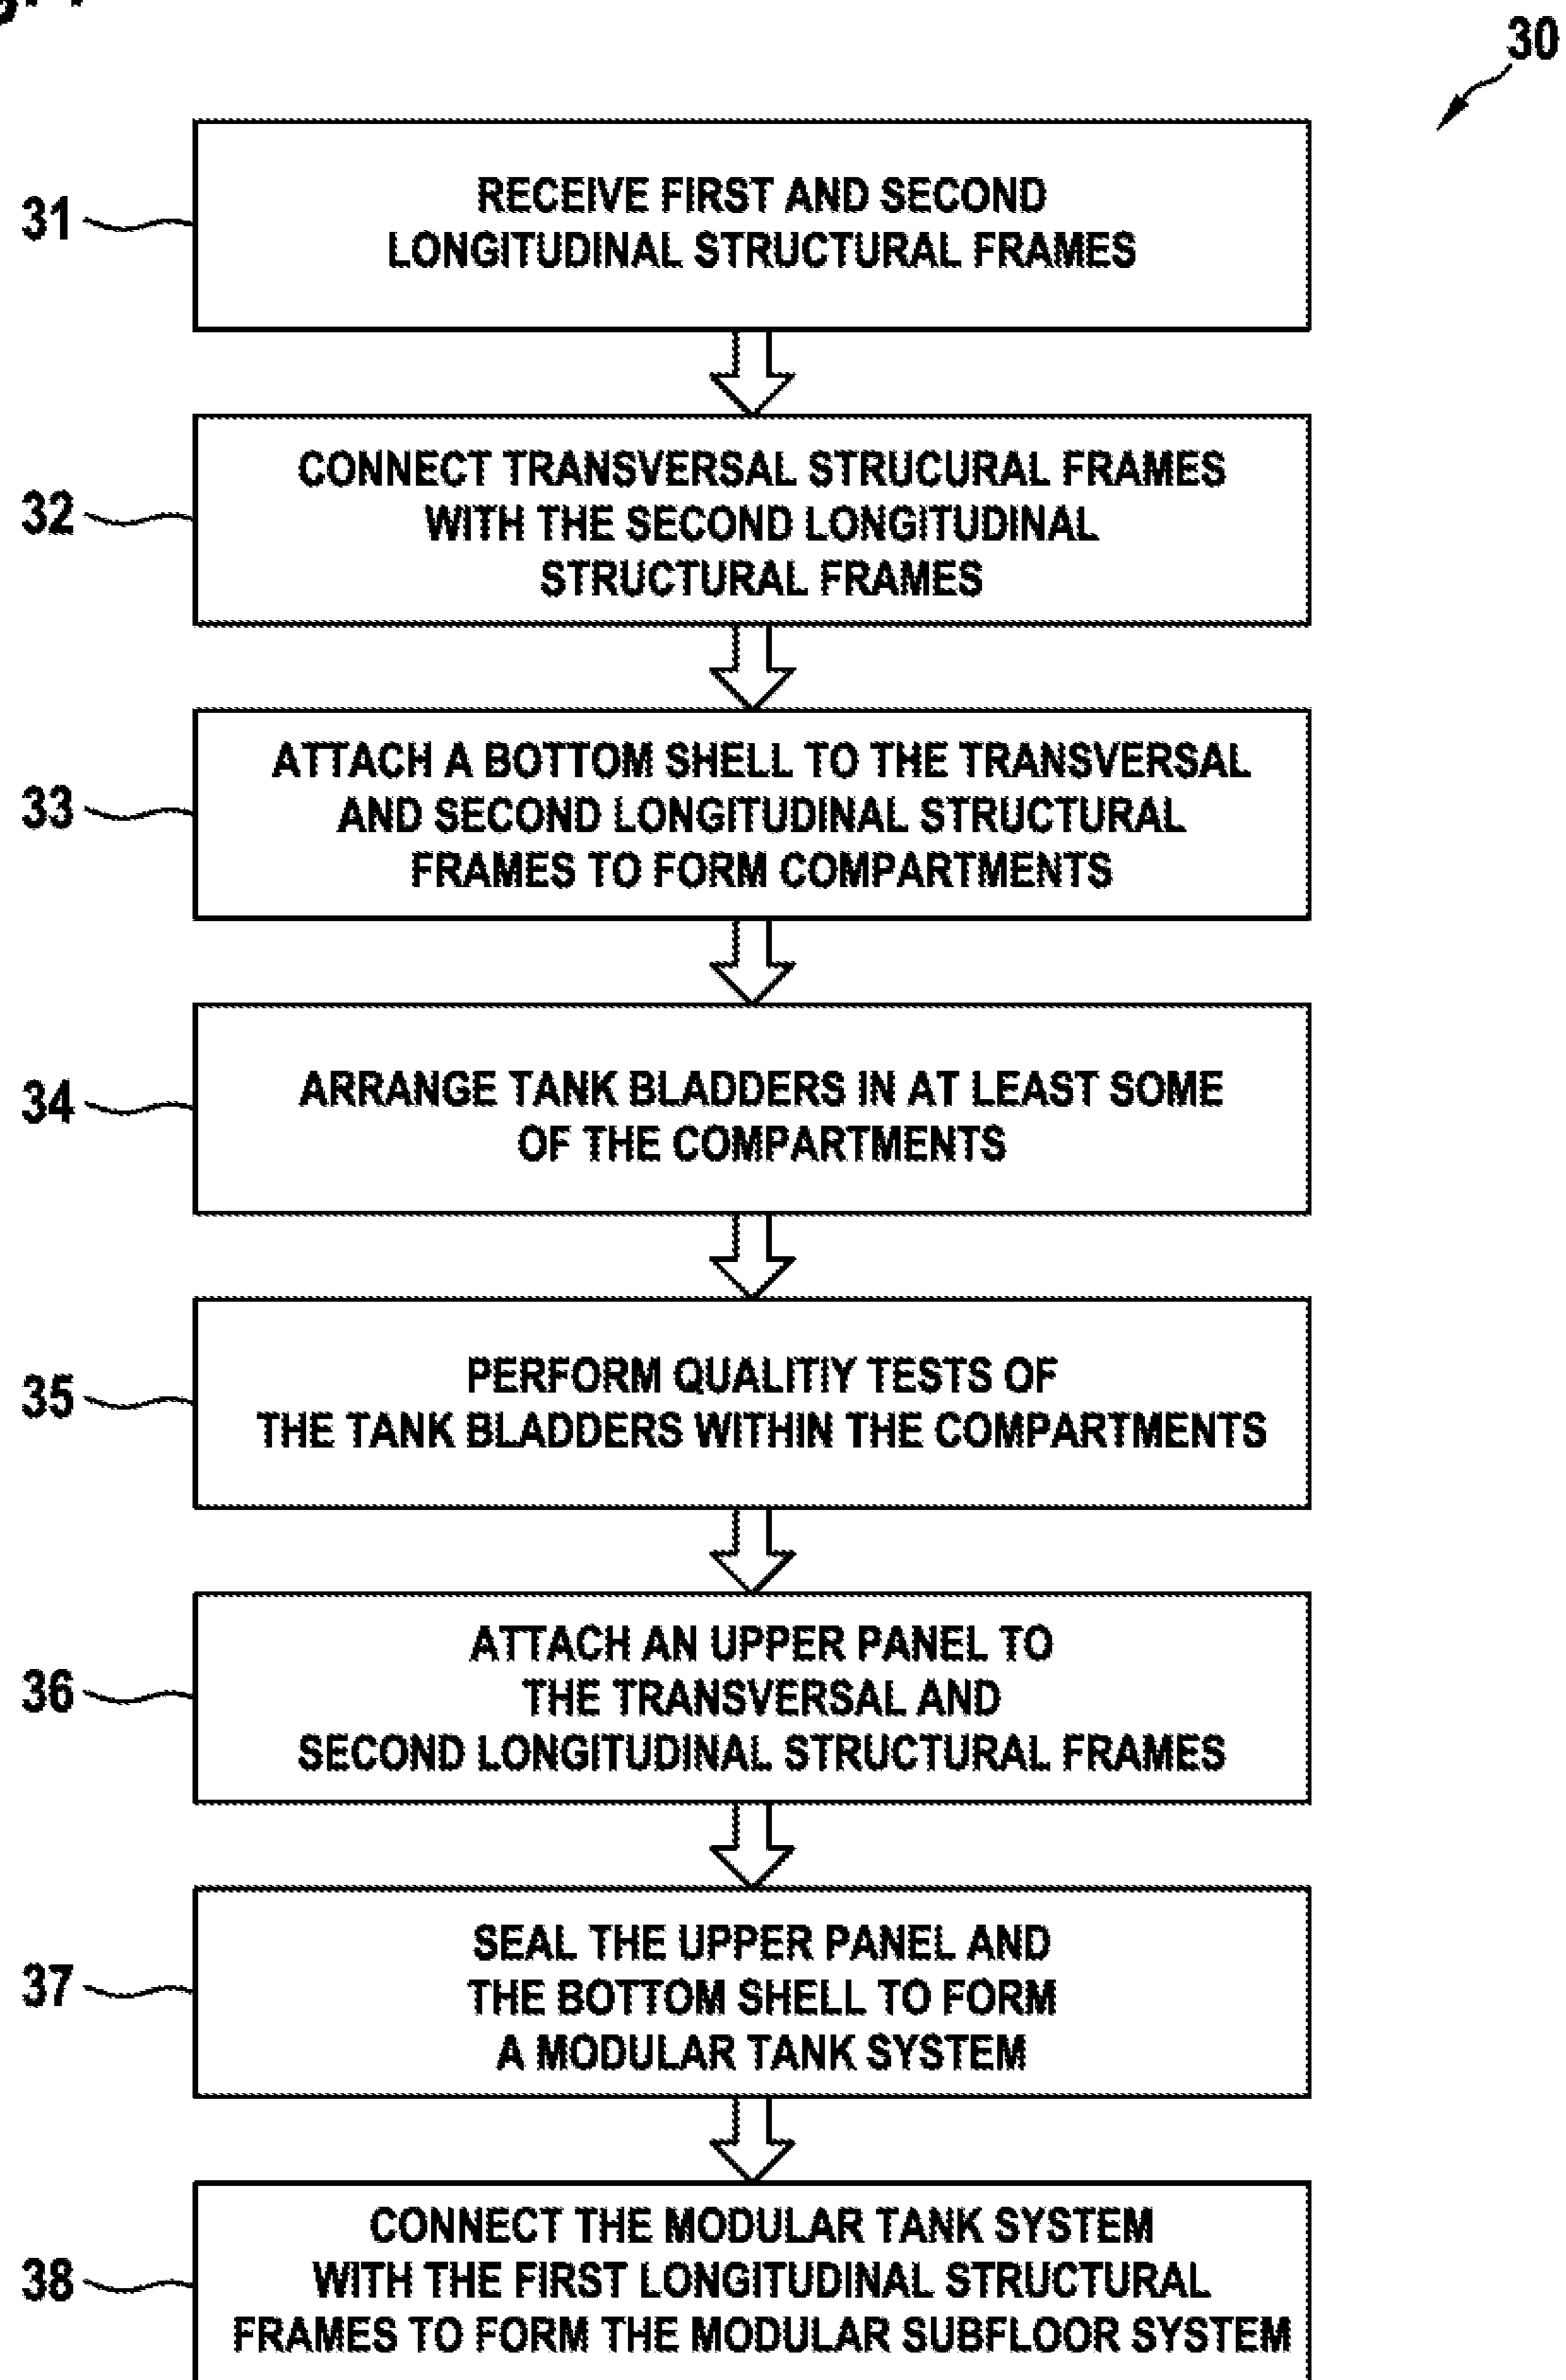 30
31
RECEIVE FIRST AND SECOND
LONGITUDINAL STRUCTURAL FRAMES
32
CONNECT TRANSVERSAL STRUCURAL FRAMES
WITH THE SECOND LONGITUDINAL
STRUCTURAL FRAMES
33
ATTACH A BOTTOM SHELL TO THE TRANSVERSAL
AND SECOND LONGITUDINAL STRUCTURAL
FRAMES TO FORM COMPARTMENTS
34
ARRANGE TANK BLADDERS IN AT LEAST SOME
OF THE COMPARTMENTS
35
PERFORM QUALITIY TESTS OF
THE TANK BLADDERS WITHIN THE COMPARTMENTS
36
ATTACH AN UPPER PANEL TO
THE TRANSVERSAL AND
SECOND LONGITUDINAL STRUCTURAL FRAMES
37
SEAL THE UPPER PANEL AND
THE BOTTOM SHELL TO FORM
A MODULAR TANK SYSTEM
38
CONNECT THE MODULAR TANK SYSTEM
WITH THE FIRST LONGITUDINAL STRUCTURAL
FRAMES TO FORM THE MODULAR SUBFLOOR SYSTEM